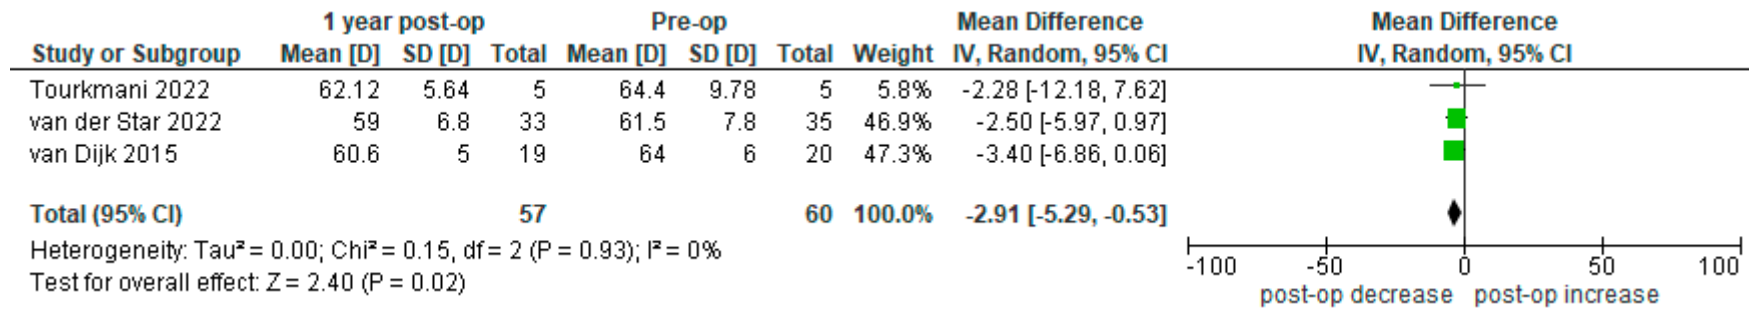 1 year post-op Pre-op Mean Difference Mean Difference
Study or Subgroup Mean [D] SD [D] Total Mean [D] SD [D] Total Weight IV, Random, 95% CI IV, Random, 95% CI
Tourkmani 2022 62.12 5.64 5 64.4 9.78 5 5.8% -2.28 [-12.18, 7.62]
van der Star 2022 59 6.8 33 61.5 7.8 35 46.9% -2.50 [-5.97, 0.97]
van Dijk 2015 60.6 5 19 64 6 20 47.3% -3.40 [-6.86, 0.06]
Total (95% CI) 57 60 100.0% -2.91 [-5.29, -0.53]
Heterogeneity: Tau² = 0.00; Chi² = 0.15, df = 2 (P = 0.93); I² = 0%
Test for overall effect: Z = 2.40 (P = 0.02)
-100 -50 0 50 100
post-op decrease post-op increase